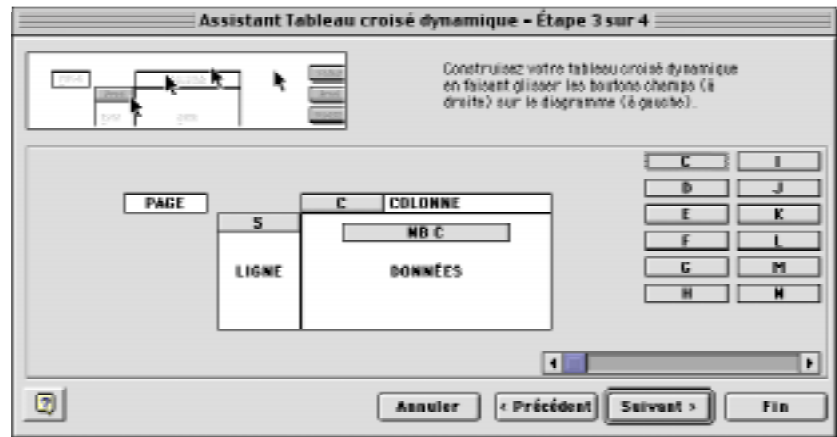 Assistant Tableau croisé dynamique – Étape 3 sur 4
Construisez votre tableau croisé dynamique
en faisant glisser les boutons champs (à
droite) sur le diagramme (à gauche).
PAGE
C COLONNE
S
NB C
LIGNE
DONNÉES
C I
D J
E K
F L
G M
H N
Annuler
< Précédent
Suivant >
Fin